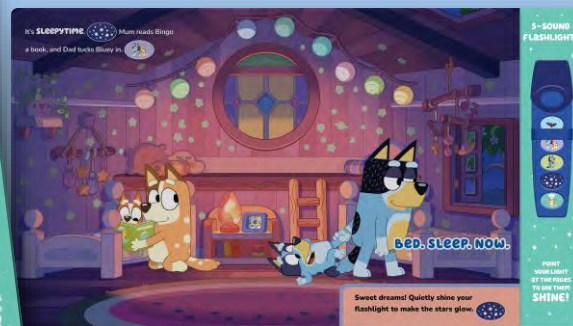 It's SLEEPYTIME. Mum reads Bingo
a book, and Dad tucks Bluey in.
BED. SLEEP. NOW.
Sweet dreams! Quietly shine your
flashlight to make the stars glow.
5-SOUND
FLASHLIGHT
POINT
YOUR LIGHT
AT THE PAGES
TO SEE THEM
SHINE!